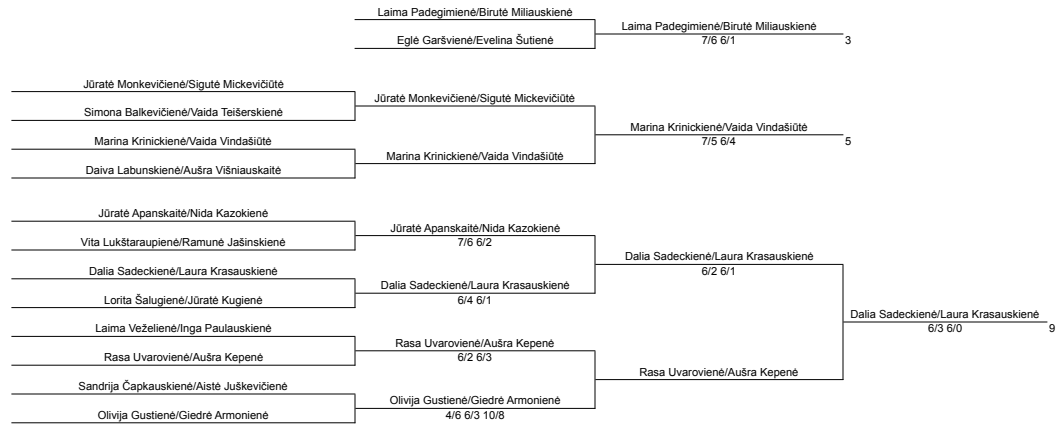 Laima Padegimienė/Birutė Miliauskienė
Laima Padegimienė/Birutė Miliauskienė
Eglė Garšvienė/Evelina Šutienė
7/6 6/1
3
Jūratė Monkevičienė/Sigutė Mickevičiūtė
Jūratė Monkevičienė/Sigutė Mickevičiūtė
Simona Balkevičienė/Vaida Teišerskienė
Marina Krinickienė/Vaida Vindašiūtė
Marina Krinickienė/Vaida Vindašiūtė
7/5 6/4
5
Marina Krinickienė/Vaida Vindašiūtė
Daiva Labunskienė/Aušra Višniauskaitė
Jūratė Apanskaitė/Nida Kazokienė
Jūratė Apanskaitė/Nida Kazokienė
7/6 6/2
Vita Lukštaraupienė/Ramunė Jašinskienė
Dalia Sadeckienė/Laura Krasauskienė
6/2 6/1
Dalia Sadeckienė/Laura Krasauskienė
Dalia Sadeckienė/Laura Krasauskienė
6/4 6/1
Lorita Šalugienė/Jūratė Kugienė
Dalia Sadeckienė/Laura Krasauskienė
6/3 6/0
9
Laima Veželienė/Inga Paulauskienė
Rasa Uvarovienė/Aušra Kepenė
6/2 6/3
Rasa Uvarovienė/Aušra Kepenė
Rasa Uvarovienė/Aušra Kepenė
Sandrija Čapkauskienė/Aistė Juškevičienė
Olivija Gustienė/Giedrė Armonienė
4/6 6/3 10/8
Olivija Gustienė/Giedrė Armonienė